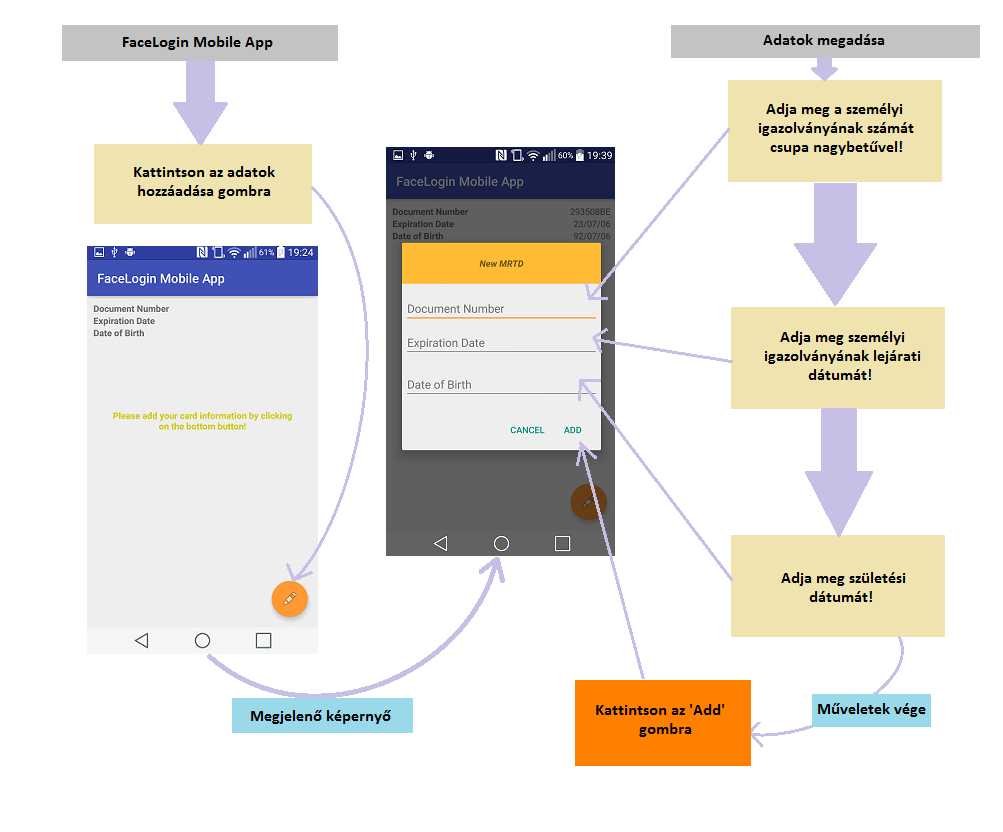 FaceLogin Mobile App
Kattintson az adatok
hozzáadása gombra
61% 19:24
FaceLogin Mobile App
Document Number
Expiration Date
Date of Birth
Please add your card information by clicking
on the bottom button!
Megjelenő képernyő
60% 19:39
FaceLogin Mobile App
Document Number 293508BE
Expiration Date 23/07/06
Date of Birth 92/07/06
New MRTD
Document Number
Expiration Date
Date of Birth
CANCEL ADD
Adatok megadása
Adja meg a személyi
igazolványának számát
csupa nagybetűvel!
Adja meg személyi
igazolványának lejárati
dátumát!
Adja meg születési
dátumát!
Műveletek vége
Kattintson az 'Add'
gombra